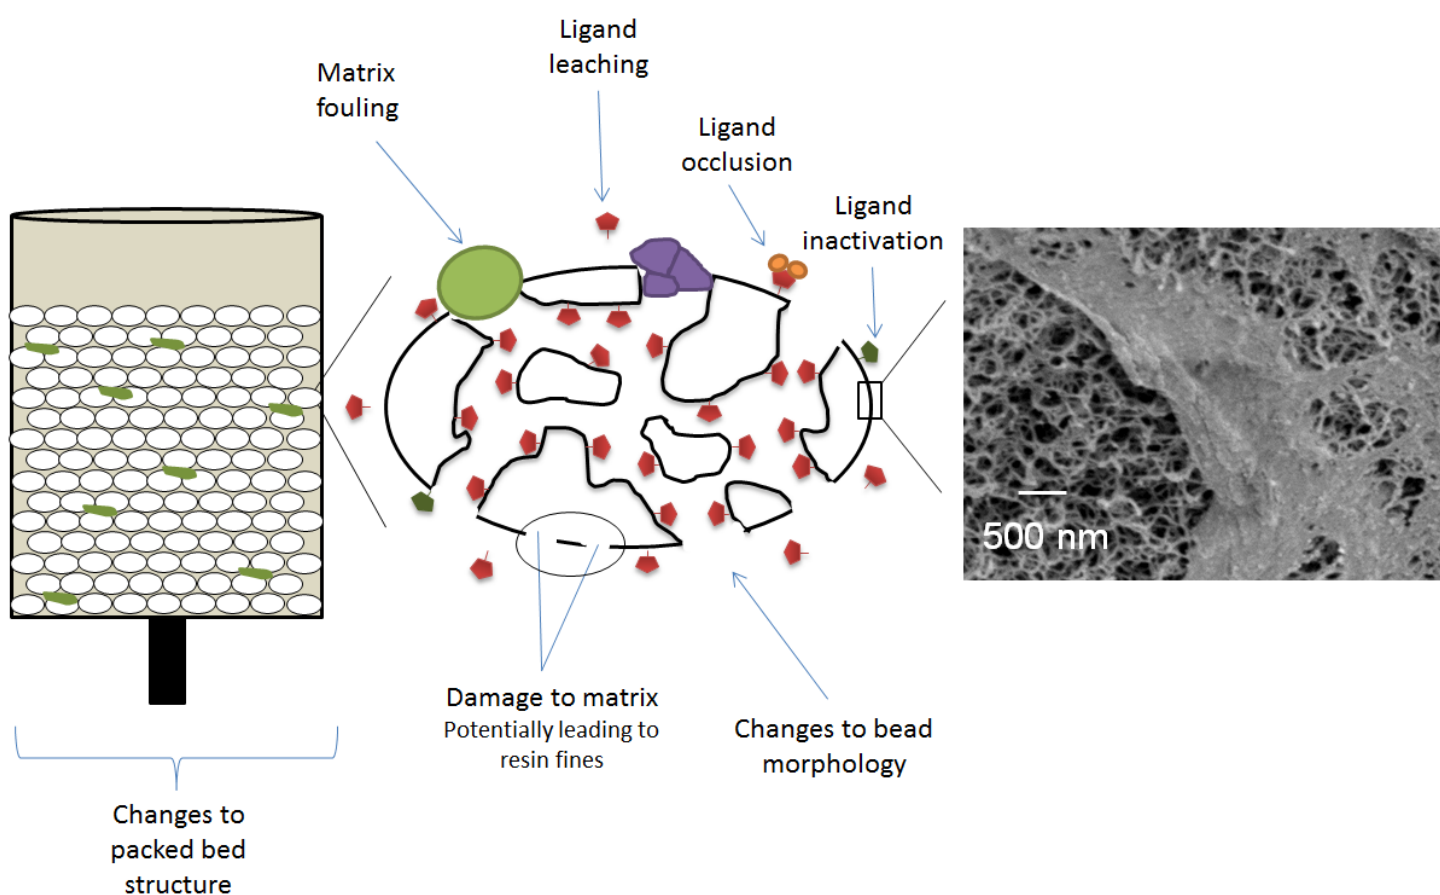 Ligand
leaching
Matrix
fouling
Ligand
occlusion
Ligand
inactivation
500 nm
Damage to matrix
Potentially leading to
resin fines
Changes to bead
morphology
Changes to
packed bed
structure